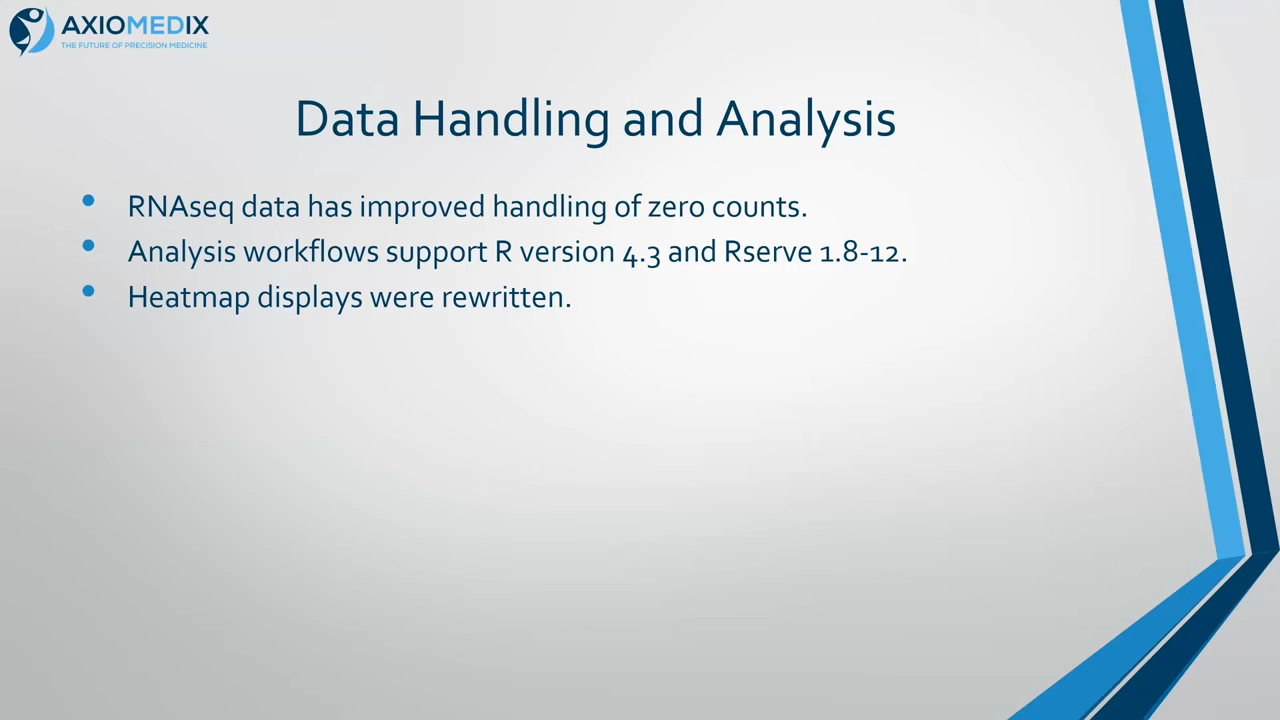 AXIOMEDIX
THE FUTURE OF PRECISION MEDICINE
Data Handling and Analysis
• RNAseq data has improved handling of zero counts.
• Analysis workflows support R version 4.3 and Rserve 1.8-12.
• Heatmap displays were rewritten.